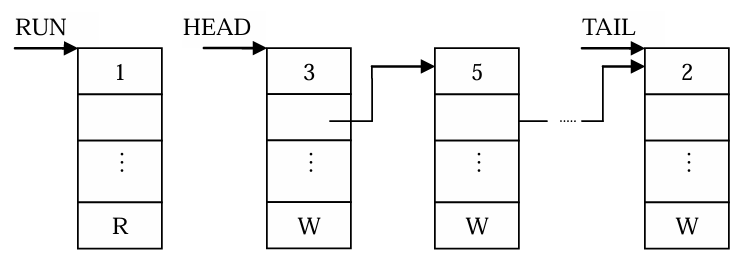 RUN HEAD TAIL
1 3 5 2
..... 
⋮ ⋮ ⋮ ⋮
R W W W